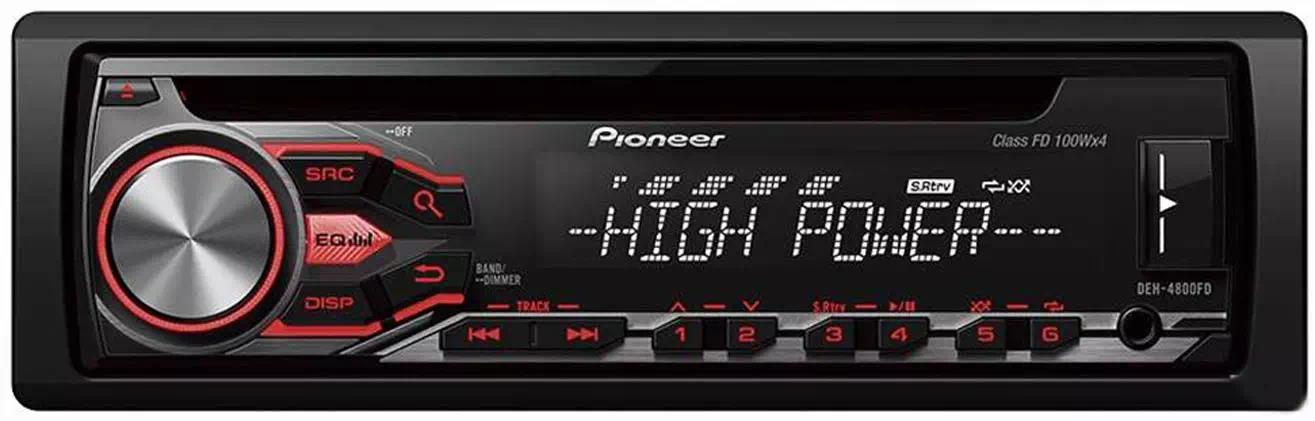 --OFF
Pioneer
Class FD 100Wx4
SRC
S.Rtrv
EQ
--HIGH POWER---
BAND/
--DIMMER
DEH-4800FD
DISP
TRACK
S.Rtrv
1
2
3
4
5
6